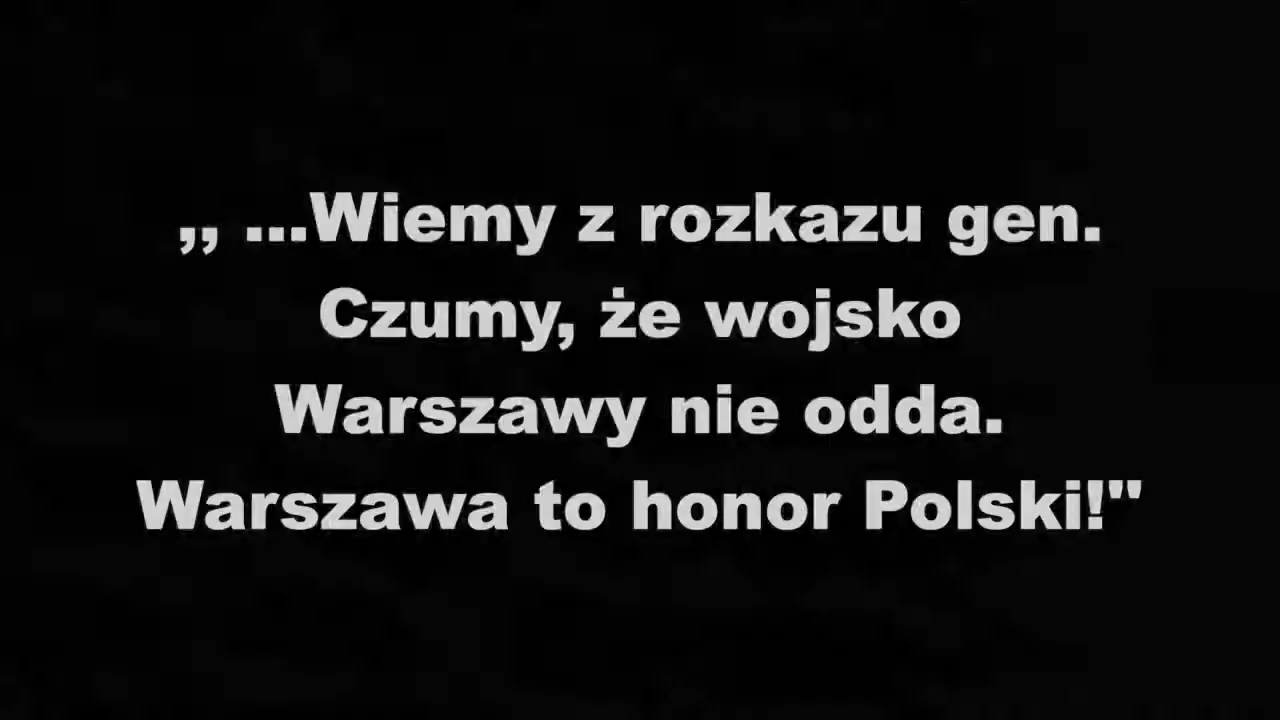 ,, ...Wiemy z rozkazu gen.
Czumy, że wojsko
Warszawy nie odda.
Warszawa to honor Polski!"